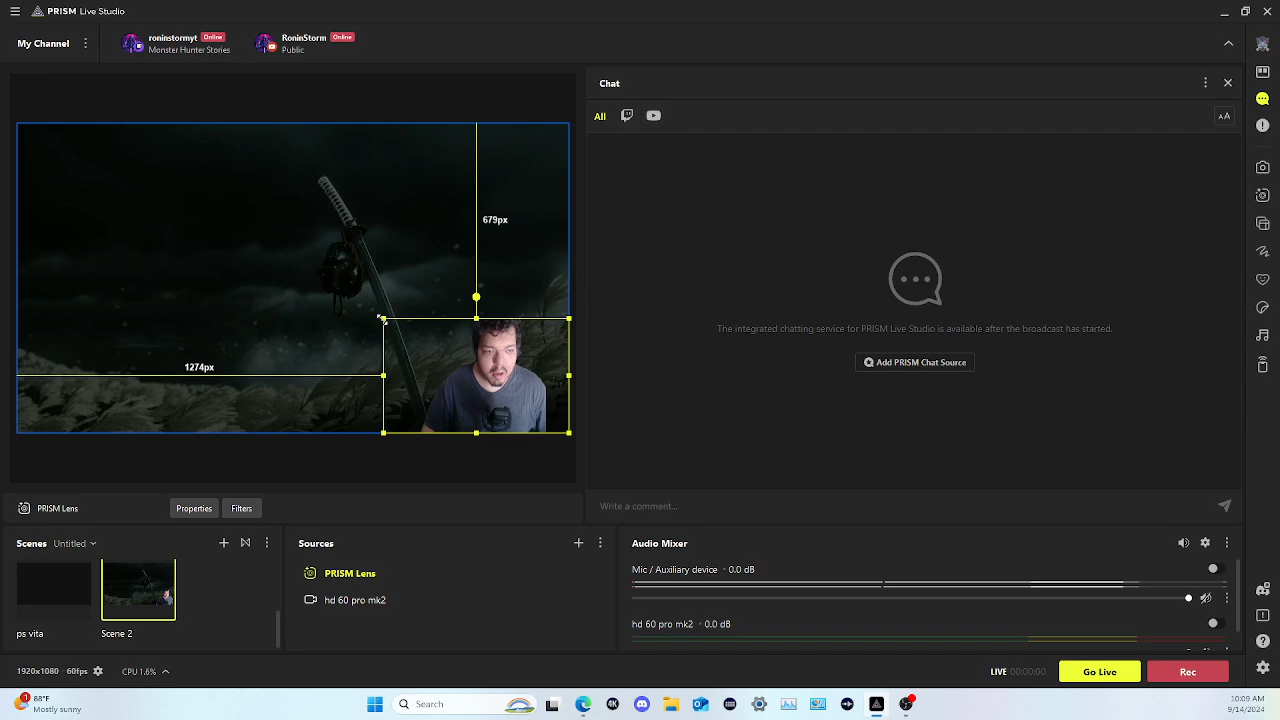 PRISM Live Studio
My Channel
roninstormyt Online
Monster Hunter Stories
RoninStorm Online
Public
Chat
All
AA
679px
1274px
The integrated chatting service for PRISM Live Studio is available after the broadcast has started.
Add PRISM Chat Source
Write a comment...
PRISM Lens
Properties
Filters
Scenes
Untitled
ps vita
Scene 2
Sources
PRISM Lens
hd 60 pro mk2
Audio Mixer
Mic / Auxiliary device - 0.0 dB
hd 60 pro mk2 - 0.0 dB
1920x1080 · 60fps
CPU 1.6%
LIVE 00:00:00
Go Live
Rec
1
88°F
Mostly sunny
Search
4K
10:09 AM
9/14/2024